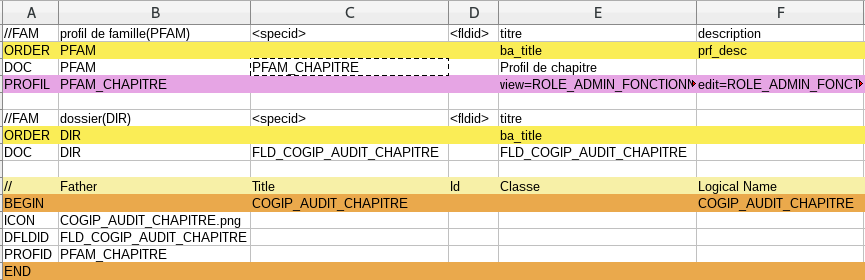 A B C D E F
//FAM profil de famille(PFAM) <specid> <fldid> titre description
ORDER PFAM ba_title prf_desc
DOC PFAM PFAM_CHAPITRE Profil de chapitre
PROFIL PFAM_CHAPITRE view=ROLE_ADMIN_FONCTIONN edit=ROLE_ADMIN_FONCT
//FAM dossier(DIR) <specid> <fldid> titre
ORDER DIR ba_title
DOC DIR FLD_COGIP_AUDIT_CHAPITRE FLD_COGIP_AUDIT_CHAPITRE
// Father Title Id Classe Logical Name
BEGIN COGIP_AUDIT_CHAPITRE COGIP_AUDIT_CHAPITRE
ICON COGIP_AUDIT_CHAPITRE.png
DFLDID FLD_COGIP_AUDIT_CHAPITRE
PROFID PFAM_CHAPITRE
END